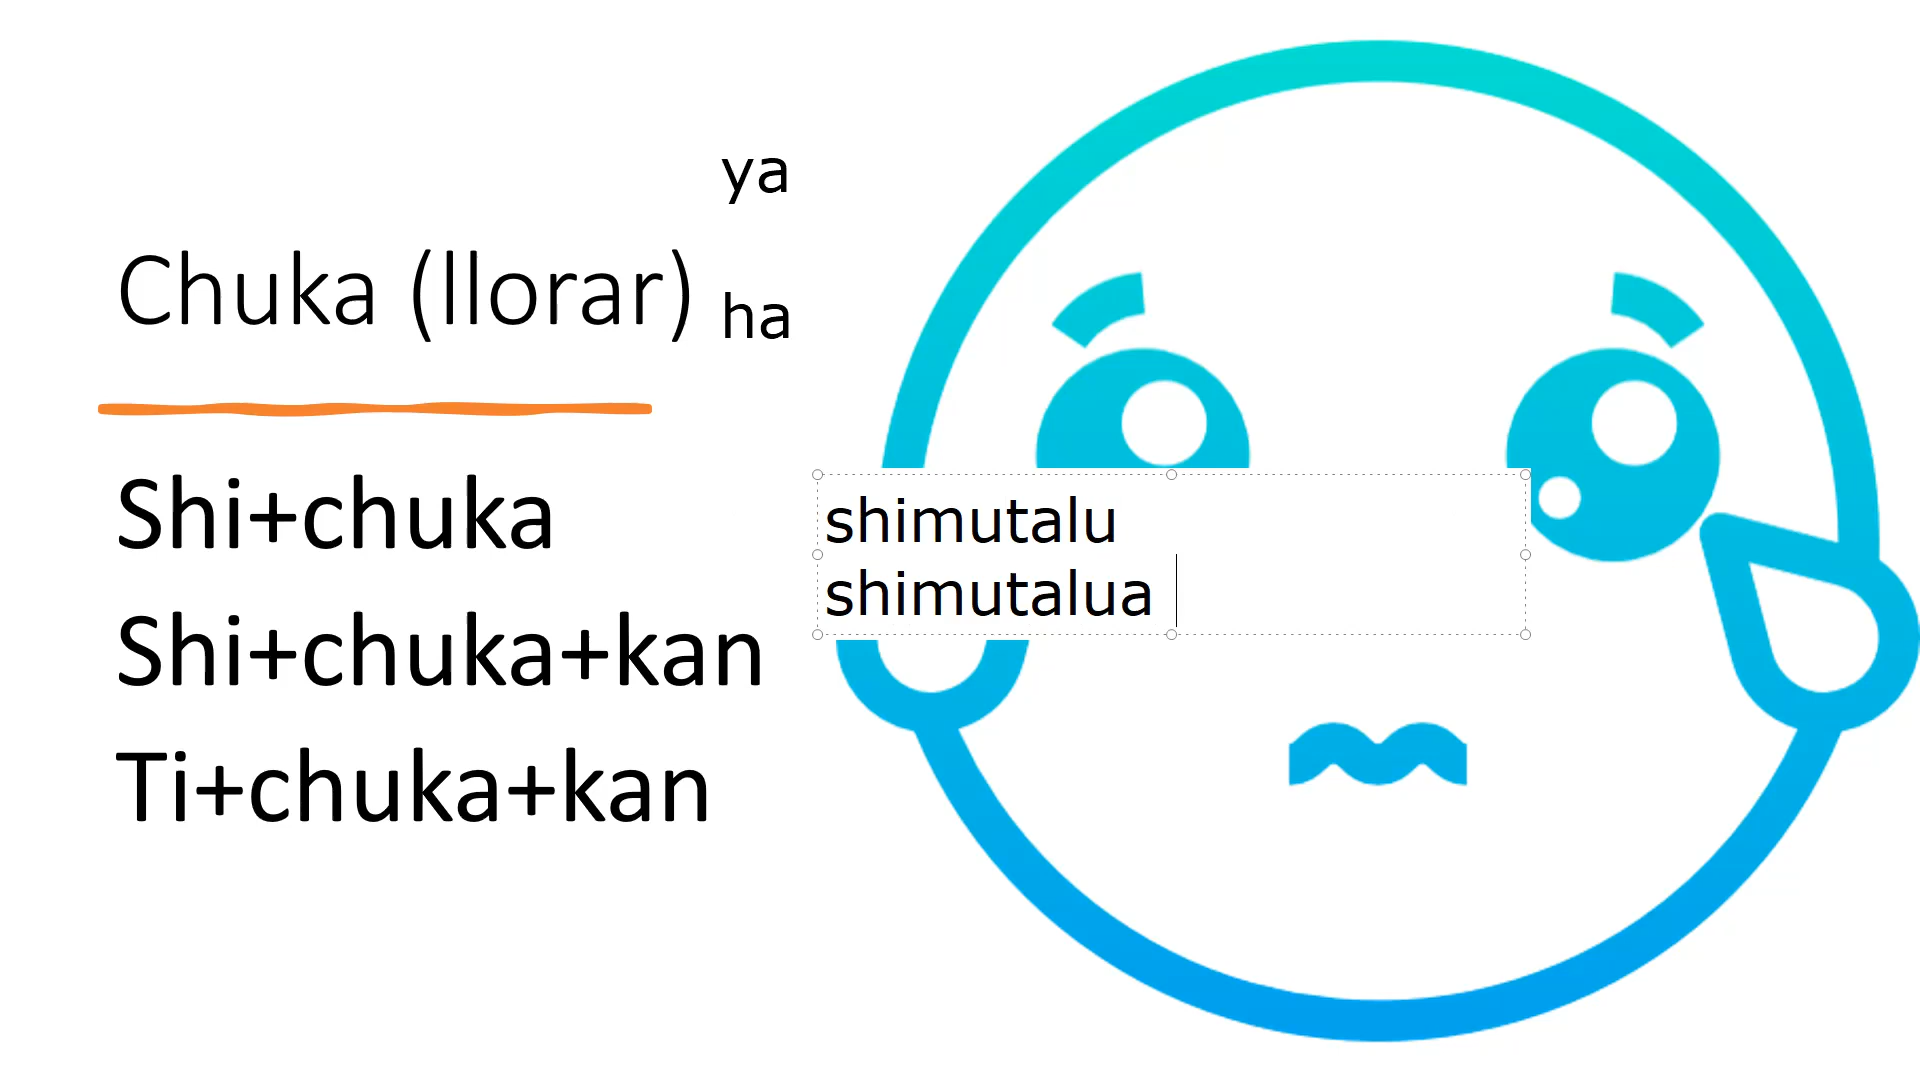 ya
Chuka (llorar)
ha
Shi+chuka
Shi+chuka+kan
Ti+chuka+kan
shimutalu
shimutalua